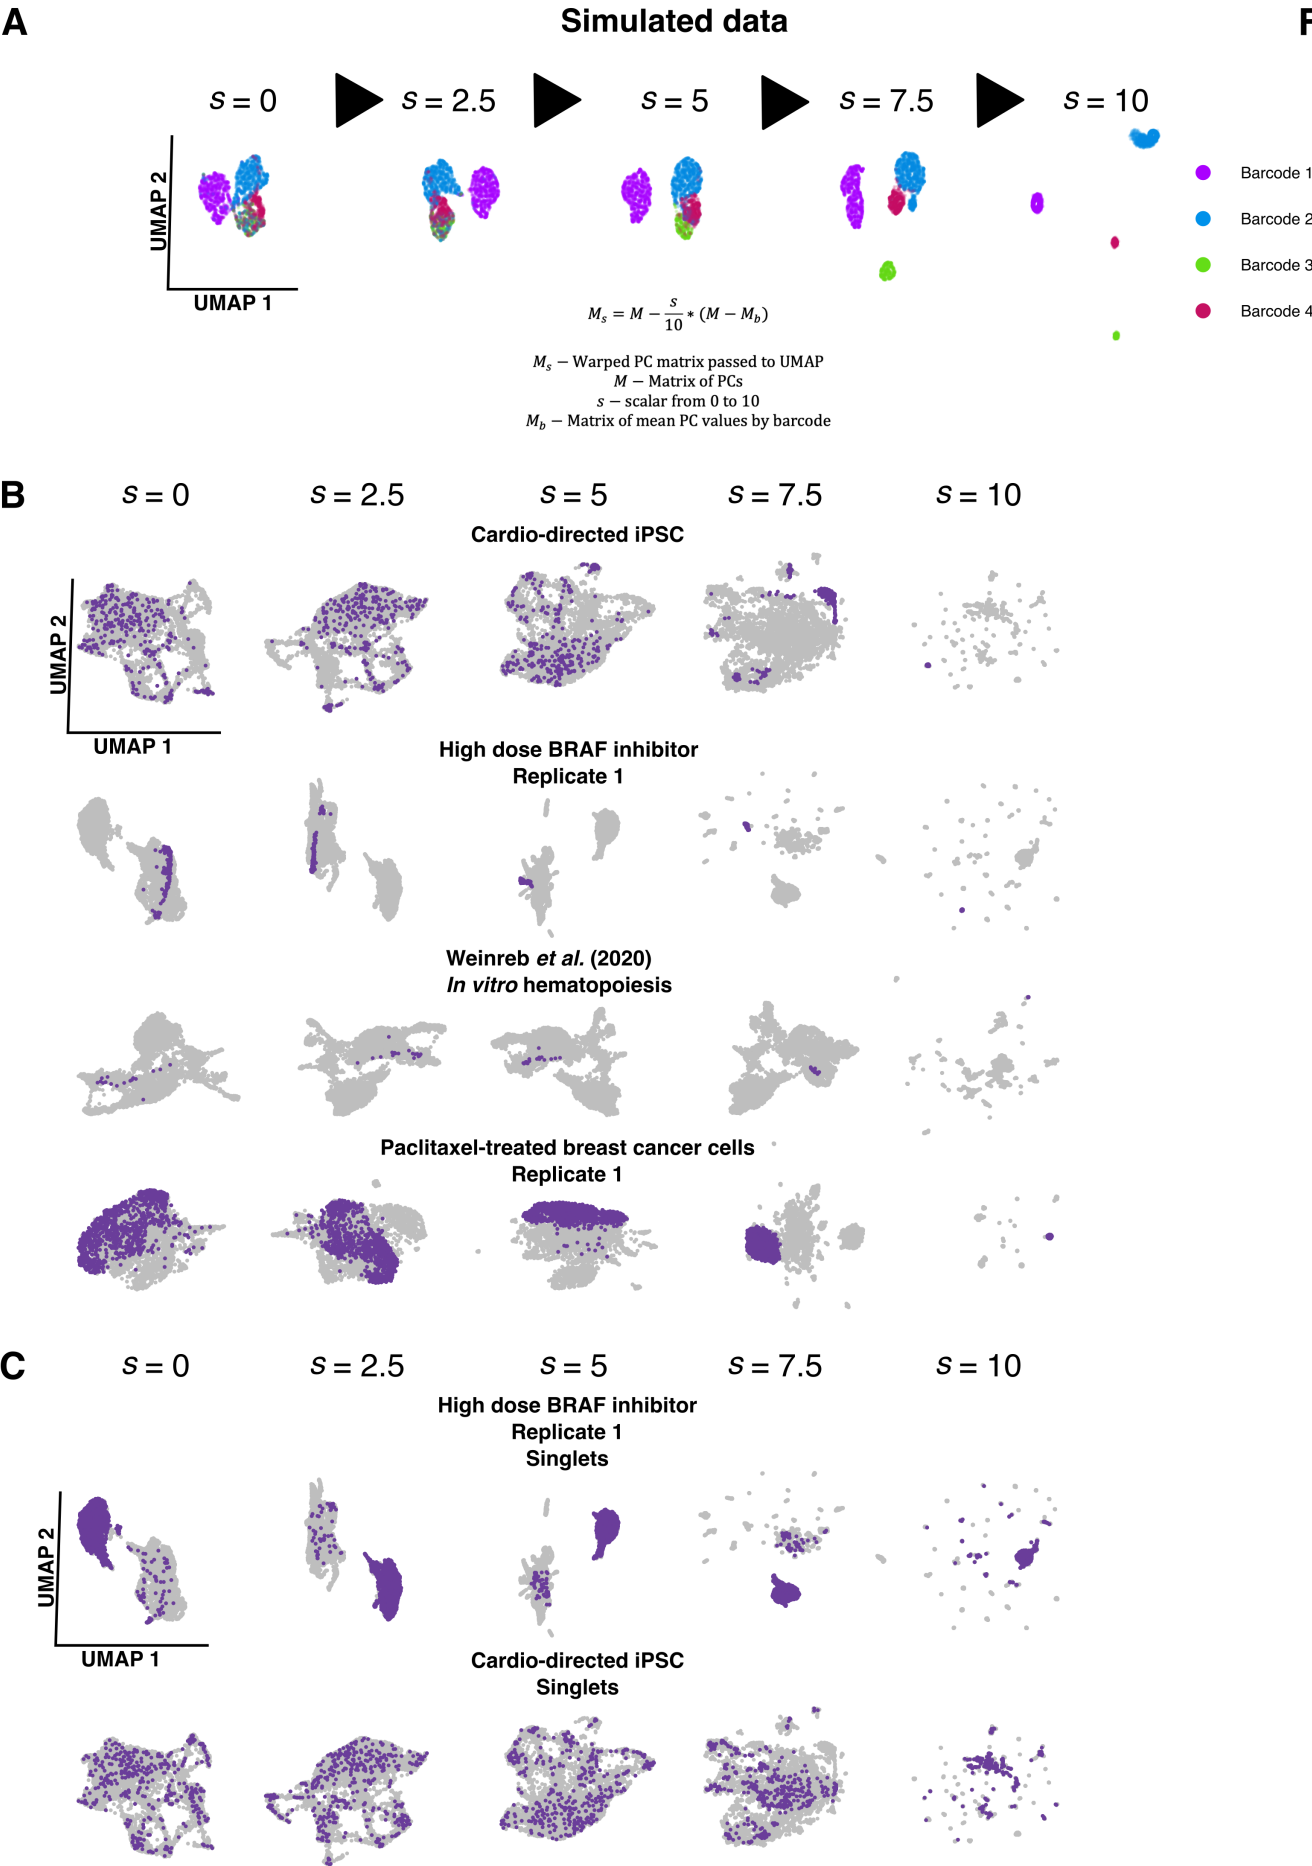 A
Simulated data
F
s = 0
s = 2.5
s = 5
s = 7.5
s = 10
UMAP 2
UMAP 1
Barcode 1
Barcode 2
Barcode 3
Barcode 4
M_s = M − s/10 * (M − M_b)
M_s − Warped PC matrix passed to UMAP
M − Matrix of PCs
s − scalar from 0 to 10
M_b − Matrix of mean PC values by barcode
B
s = 0
s = 2.5
s = 5
s = 7.5
s = 10
Cardio-directed iPSC
UMAP 2
UMAP 1
High dose BRAF inhibitor
Replicate 1
Weinreb et al. (2020)
In vitro hematopoiesis
Paclitaxel-treated breast cancer cells
Replicate 1
C
s = 0
s = 2.5
s = 5
s = 7.5
s = 10
High dose BRAF inhibitor
Replicate 1
Singlets
UMAP 2
UMAP 1
Cardio-directed iPSC
Singlets